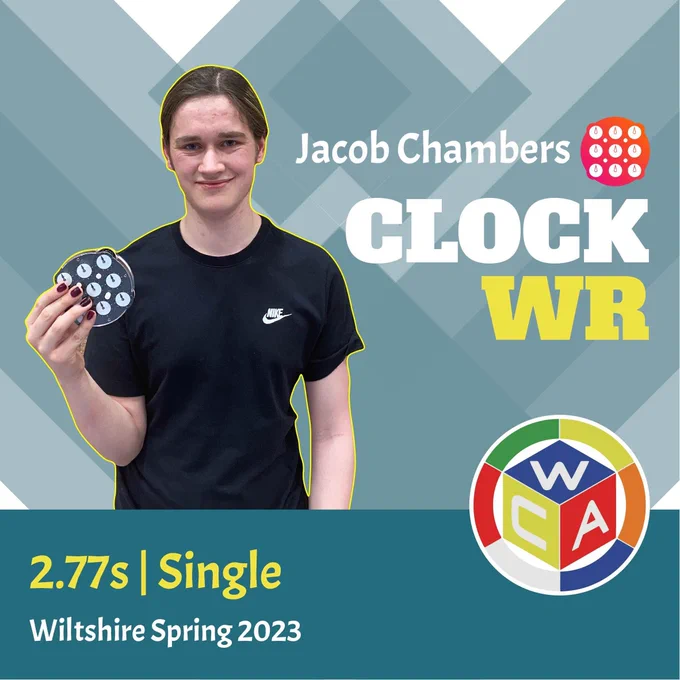 Jacob Chambers
CLOCK
WR
NIKE
W
C A
2.77s | Single
Wiltshire Spring 2023